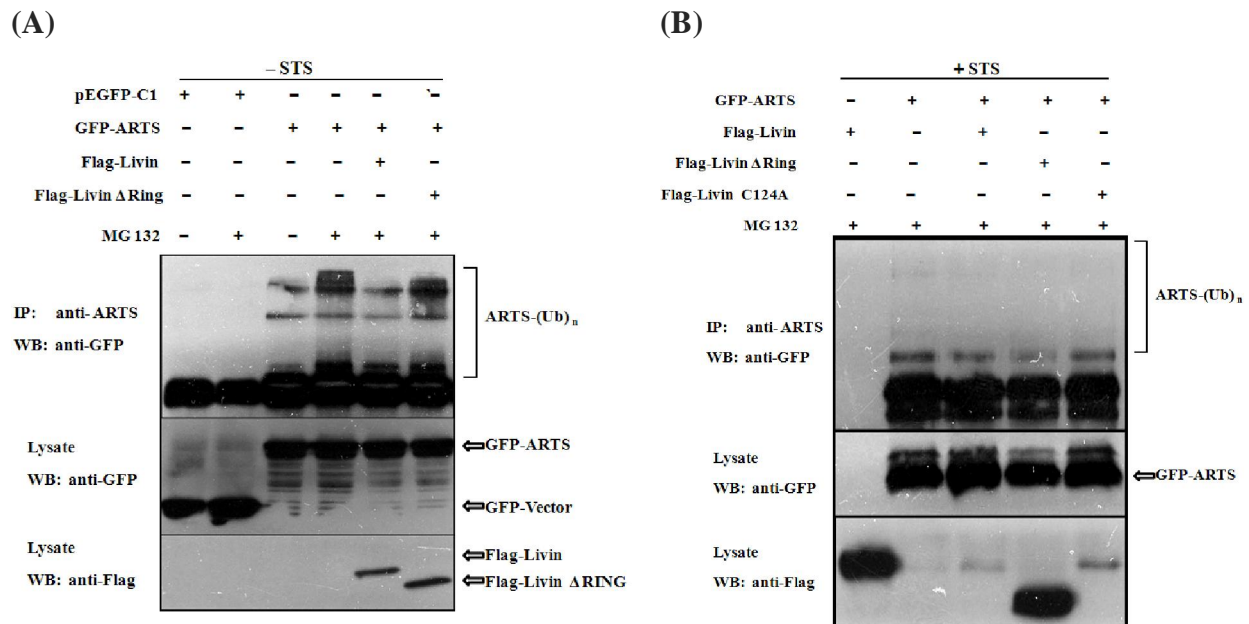 (A)
– STS
pEGFP-C1 + + – – – –
GFP-ARTS – – + + + +
Flag-Livin – – – – + –
Flag-Livin ΔRing – – – – – +
MG 132 – + – + + +
IP: anti-ARTS
WB: anti-GFP
ARTS-(Ub)n
Lysate
WB: anti-GFP
GFP-ARTS
GFP-Vector
Lysate
WB: anti-Flag
Flag-Livin
Flag-Livin ΔRING
(B)
+ STS
GFP-ARTS – + + + +
Flag-Livin + – + – –
Flag-Livin ΔRing – – – + –
Flag-Livin C124A – – – – +
MG 132 + + + + +
IP: anti-ARTS
WB: anti-GFP
ARTS-(Ub)n
Lysate
WB: anti-GFP
GFP-ARTS
Lysate
WB: anti-Flag